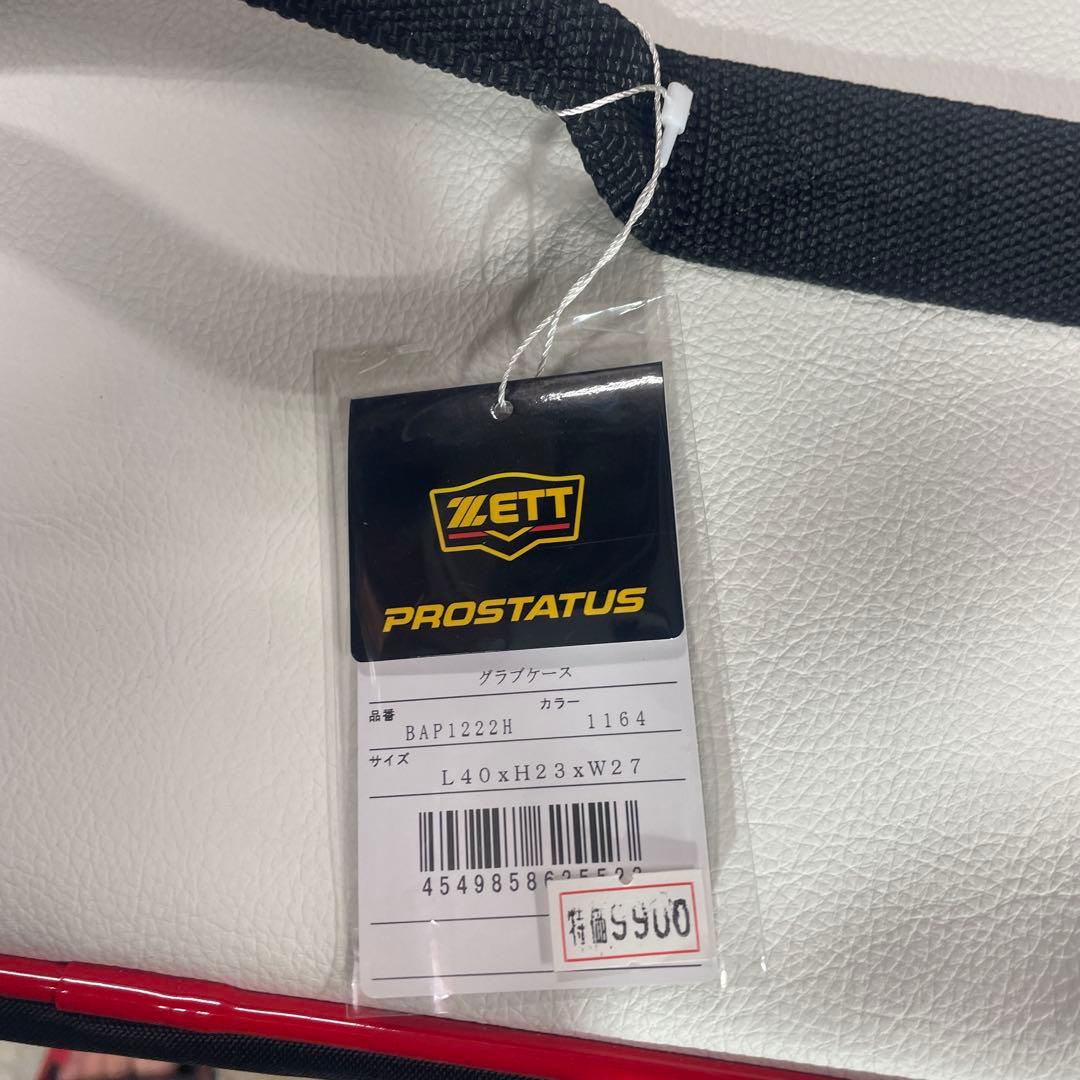 ZETT
PROSTATUS
グラブケース
品番 BAP1222H カラー 1164
サイズ
L40xH23xW27
特価9900